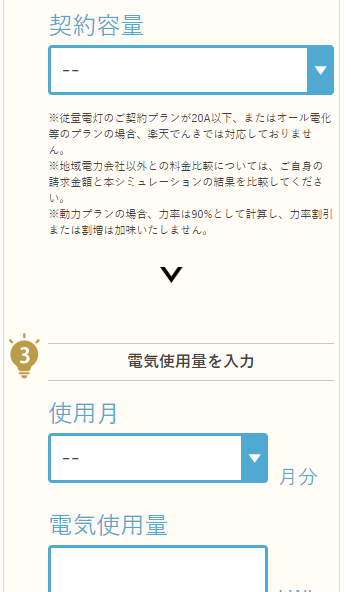 契約容量
--
※従量電灯のご契約プランが20A以下、またはオール電化
等のプランの場合、楽天でんきでは対応しておりませ
ん。
※地域電力会社以外との料金比較については、ご自身の
請求金額と本シミュレーションの結果を比較してくださ
い。
※動力プランの場合、力率は90%として計算し、力率割引
または割増は加味いたしません。
3
電気使用量を入力
使用月
--
月分
電気使用量